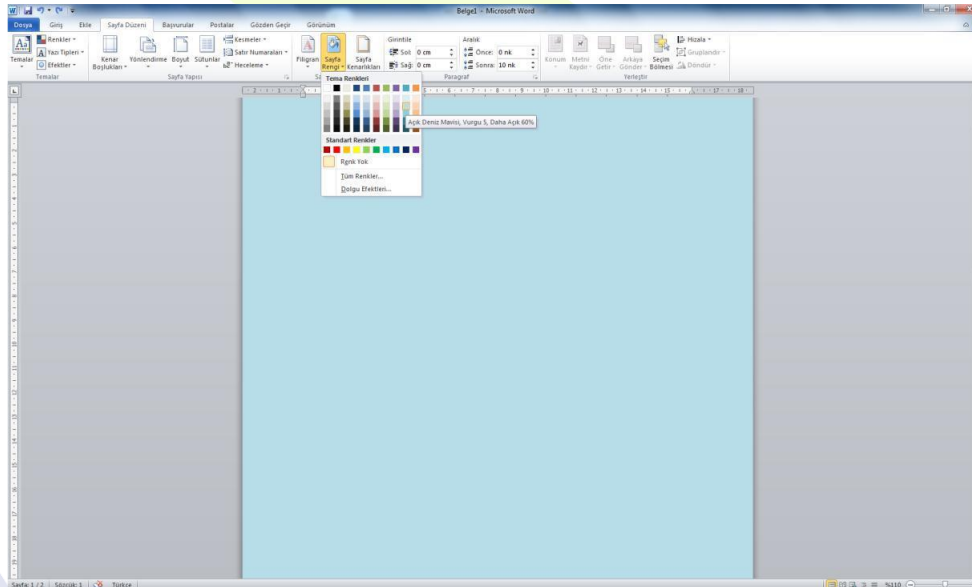 Belge1 - Microsoft Word
Dosya Giriş Ekle Sayfa Düzeni Başvurular Postalar Gözden Geçir Görünüm
Temalar
Renkler
Yazı Tipleri
Efektler
Temalar
Kenar Boşlukları
Yönlendirme
Boyut
Sütunlar
Kesmeler
Satır Numaraları
Heceleme
Sayfa Yapısı
Filigran
Sayfa Rengi
Sayfa Kenarlıkları
Girintile
Sol: 0 cm
Sağ: 0 cm
Aralık
Önce: 0 nk
Sonra: 10 nk
Paragraf
Konum
Metni Kaydır
Öne Getir
Arkaya Gönder
Seçim Bölmesi
Hizala
Gruplandır
Döndür
Yerleştir
Tema Renkleri
Açık Deniz Mavisi, Vurgu 5, Daha Açık 60%
Standart Renkler
Renk Yok
Tüm Renkler...
Dolgu Efektleri...
Sayfa: 1 / 2 Sözcük: 1 Türkçe %110